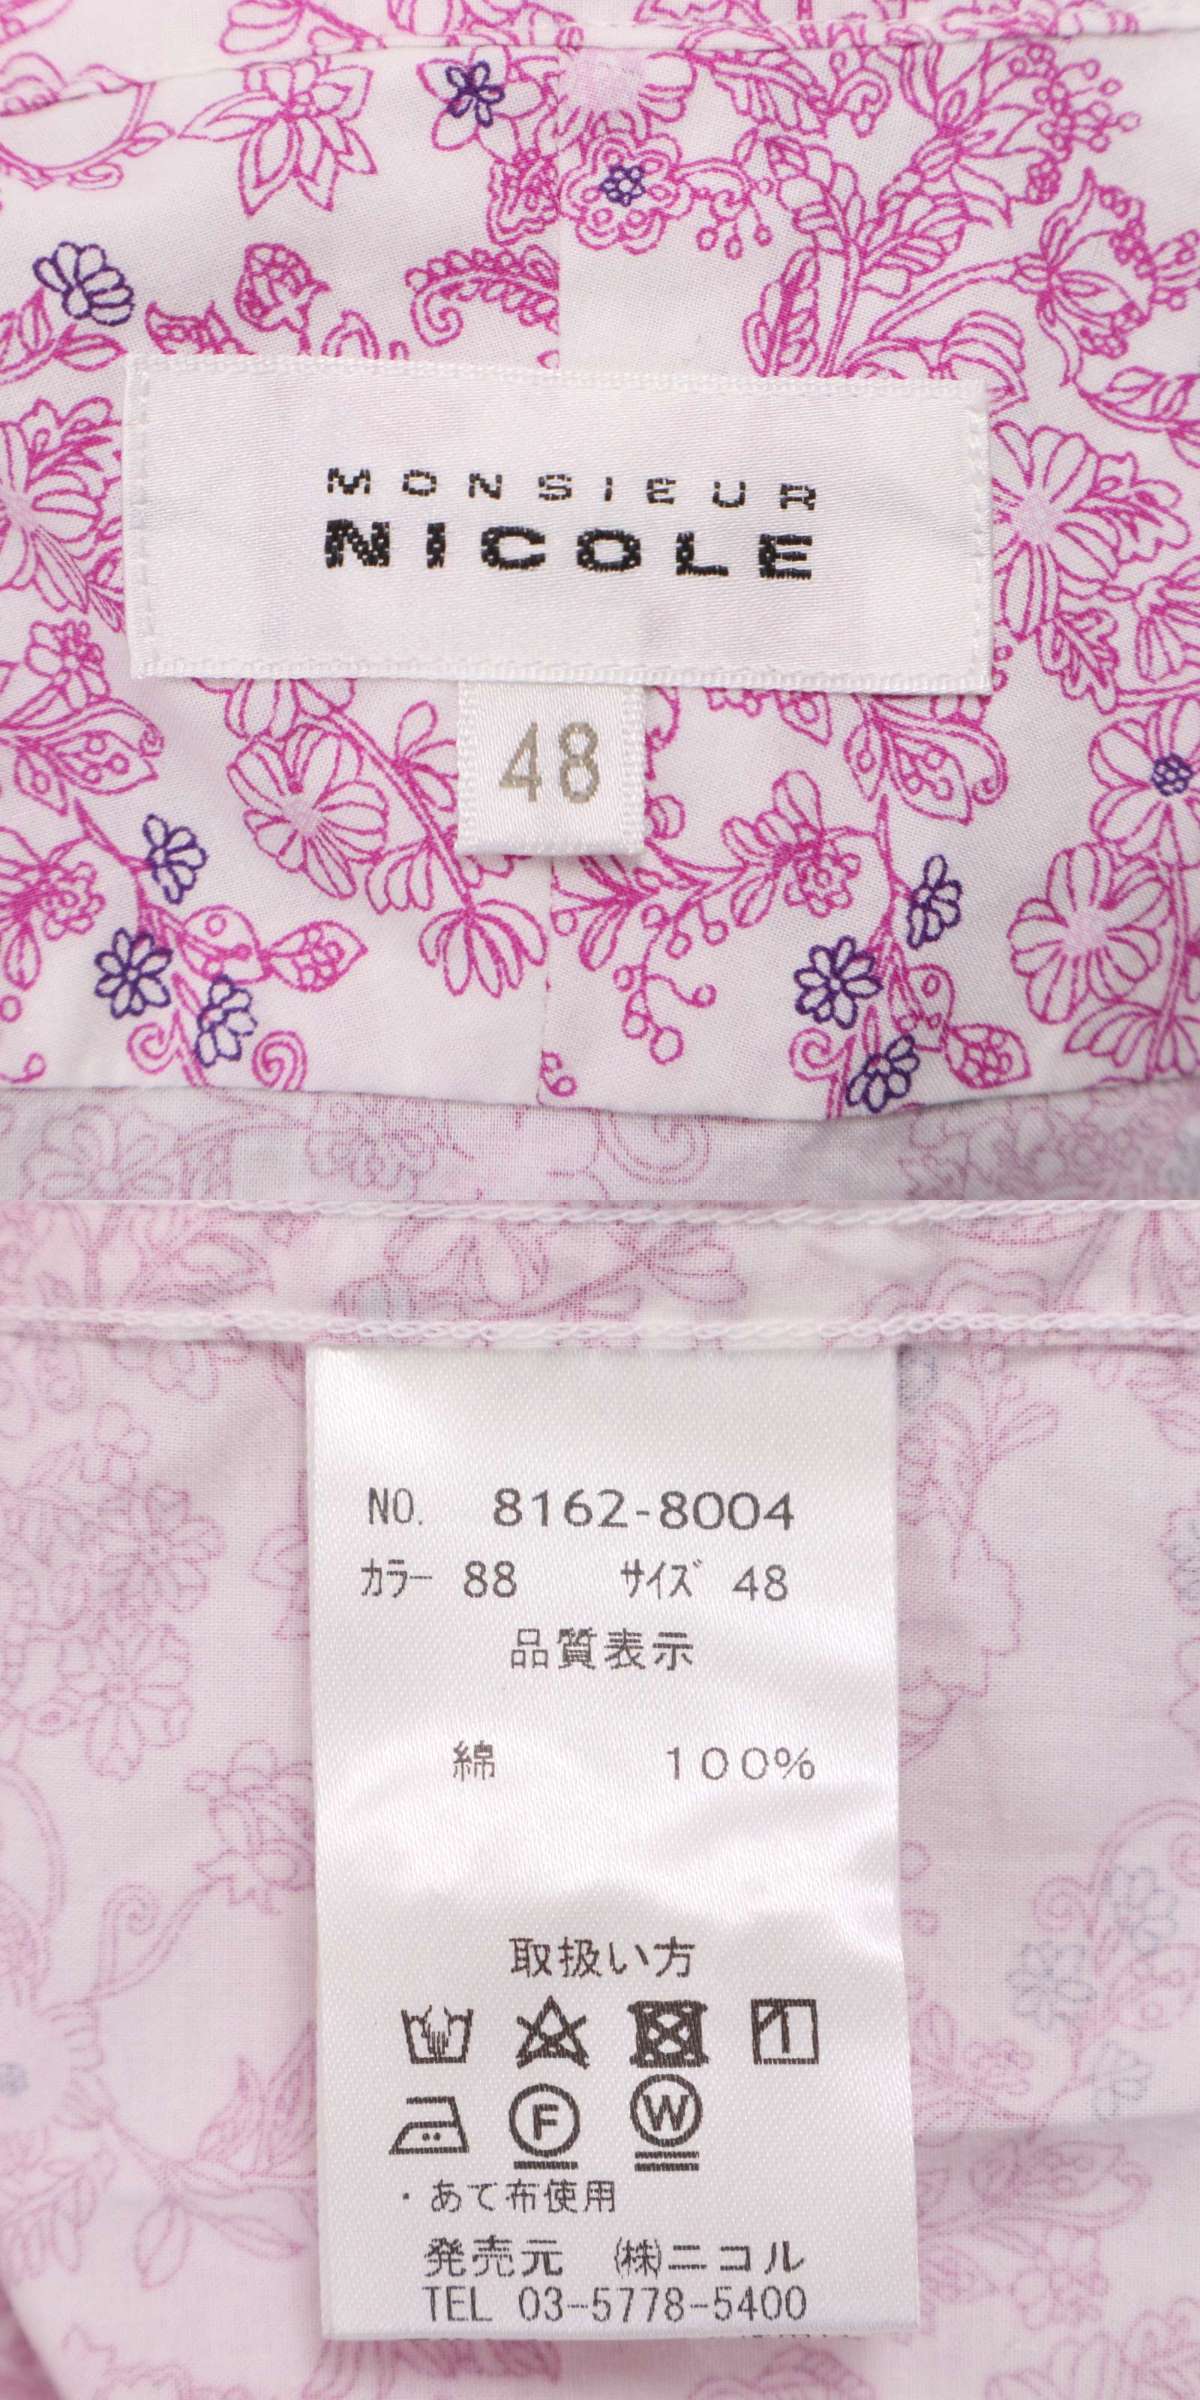 MONSIEUR
NICOLE
48
NO. 8162-8004
カラー 88 サイズ 48
品質表示
綿 100%
取扱い方
F W
・あて布使用
発売元 ㈱ニコル
TEL 03-5778-5400